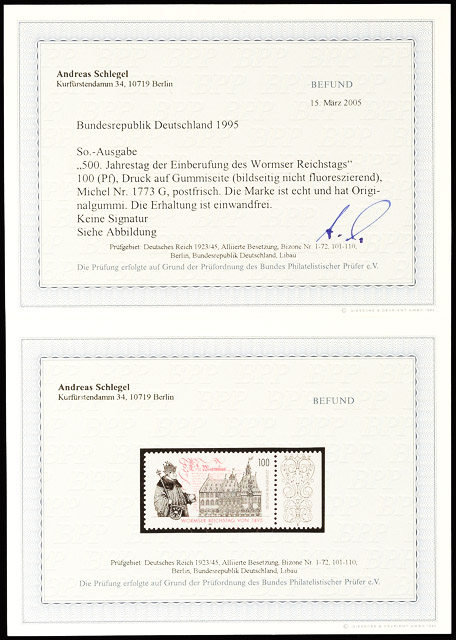 Andreas Schlegel
Kurfürstendamm 34, 10719 Berlin
BEFUND
15. März 2005
Bundesrepublik Deutschland 1995
So.-Ausgabe
„500. Jahrestag der Einberufung des Wormser Reichstags"
100 (Pf), Druck auf Gummiseite (bildseitig nicht fluoreszierend),
Michel Nr. 1773 G, postfrisch. Die Marke ist echt und hat Origi-
nalgummi. Die Erhaltung ist einwandfrei.
Keine Signatur
Siehe Abbildung
Prüfgebiet: Deutsches Reich 1923/45, Alliierte Besetzung, Bizone Nr. 1-72, 101-110,
Berlin, Bundesrepublik Deutschland, Libau
Die Prüfung erfolgte auf Grund der Prüfordnung des Bundes Philatelistischer Prüfer e.V.
Andreas Schlegel
Kurfürstendamm 34, 10719 Berlin
BEFUND
100
WORMSER REICHSTAG VON 1495
Prüfgebiet: Deutsches Reich 1923/45, Alliierte Besetzung, Bizone Nr. 1-72, 101-110,
Berlin, Bundesrepublik Deutschland, Libau
Die Prüfung erfolgte auf Grund der Prüfordnung des Bundes Philatelistischer Prüfer e.V.